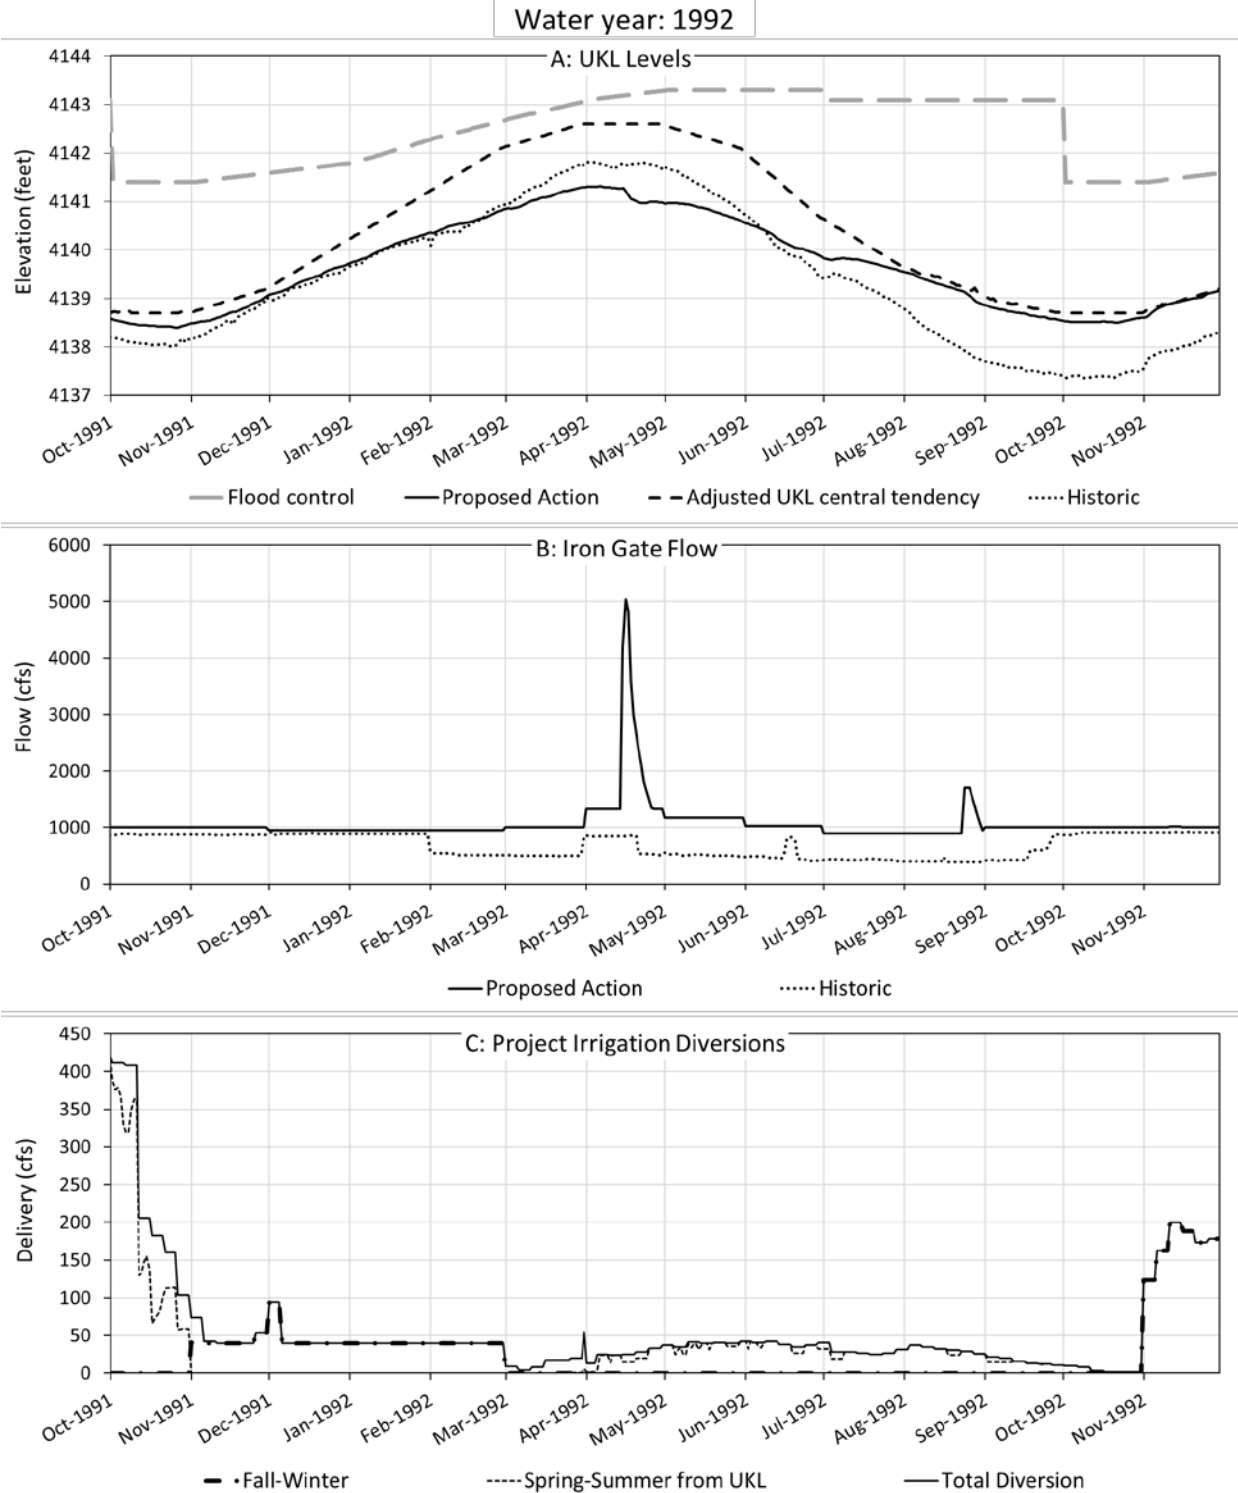 Water year: 1992
A: UKL Levels
4144
4143
4142
4141
4140
4139
4138
4137
Elevation (feet)
Oct-1991 Nov-1991 Dec-1991 Jan-1992 Feb-1992 Mar-1992 Apr-1992 May-1992 Jun-1992 Jul-1992 Aug-1992 Sep-1992 Oct-1992 Nov-1992
Flood control Proposed Action Adjusted UKL central tendency Historic
B: Iron Gate Flow
6000
5000
4000
3000
2000
1000
0
Flow (cfs)
Oct-1991 Nov-1991 Dec-1991 Jan-1992 Feb-1992 Mar-1992 Apr-1992 May-1992 Jun-1992 Jul-1992 Aug-1992 Sep-1992 Oct-1992 Nov-1992
Proposed Action Historic
C: Project Irrigation Diversions
450
400
350
300
250
200
150
100
50
0
Delivery (cfs)
Oct-1991 Nov-1991 Dec-1991 Jan-1992 Feb-1992 Mar-1992 Apr-1992 May-1992 Jun-1992 Jul-1992 Aug-1992 Sep-1992 Oct-1992 Nov-1992
Fall-Winter Spring-Summer from UKL Total Diversion